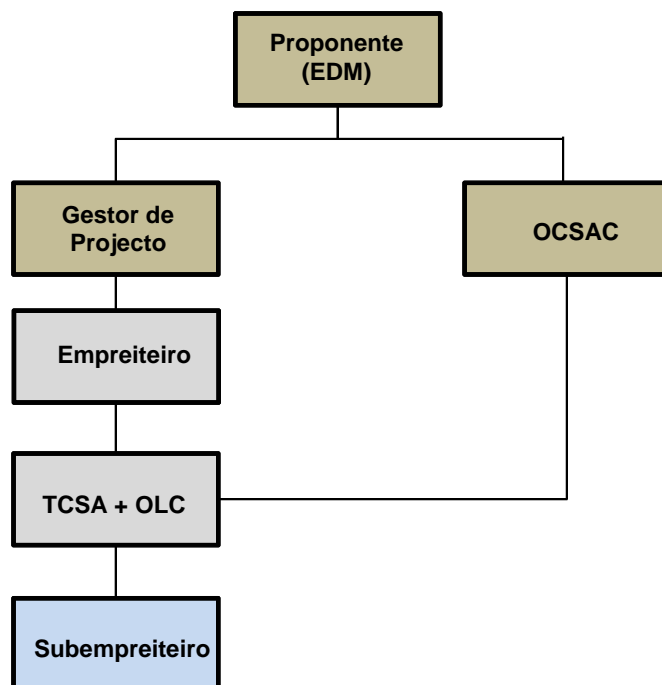 Proponente
(EDM)
Gestor de
Projecto
OCSAC
Empreiteiro
TCSA + OLC
Subempreiteiro